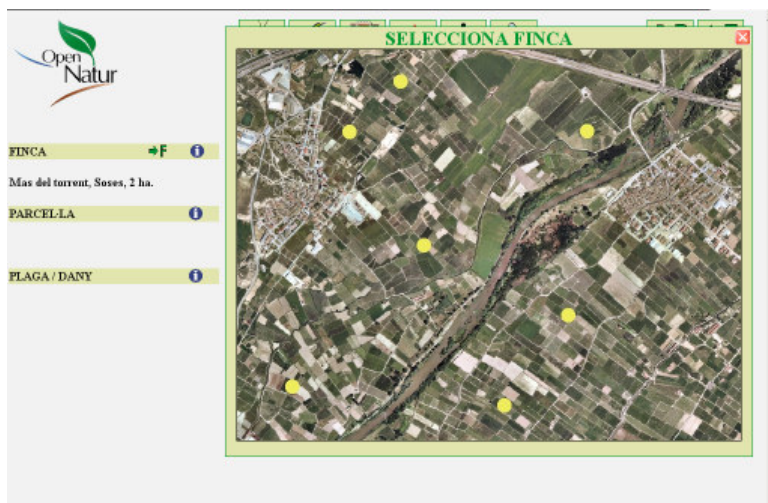 SELECCIONA FINCA
Open
Natur
FINCA
F
Mas del torrent, Soses, 2 ha.
PARCEL·LA
PLAGA / DANY